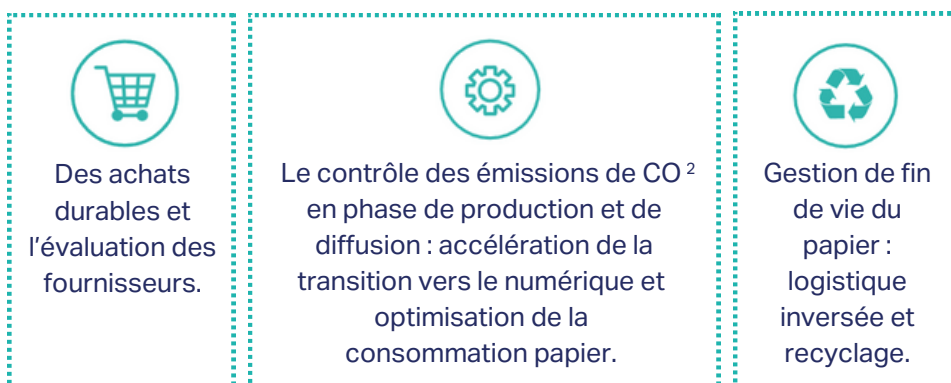 Des achats
durables et
l'évaluation des
fournisseurs.
Le contrôle des émissions de CO ²
en phase de production et de
diffusion : accélération de la
transition vers le numérique et
optimisation de la
consommation papier.
Gestion de fin
de vie du
papier :
logistique
inversée et
recyclage.